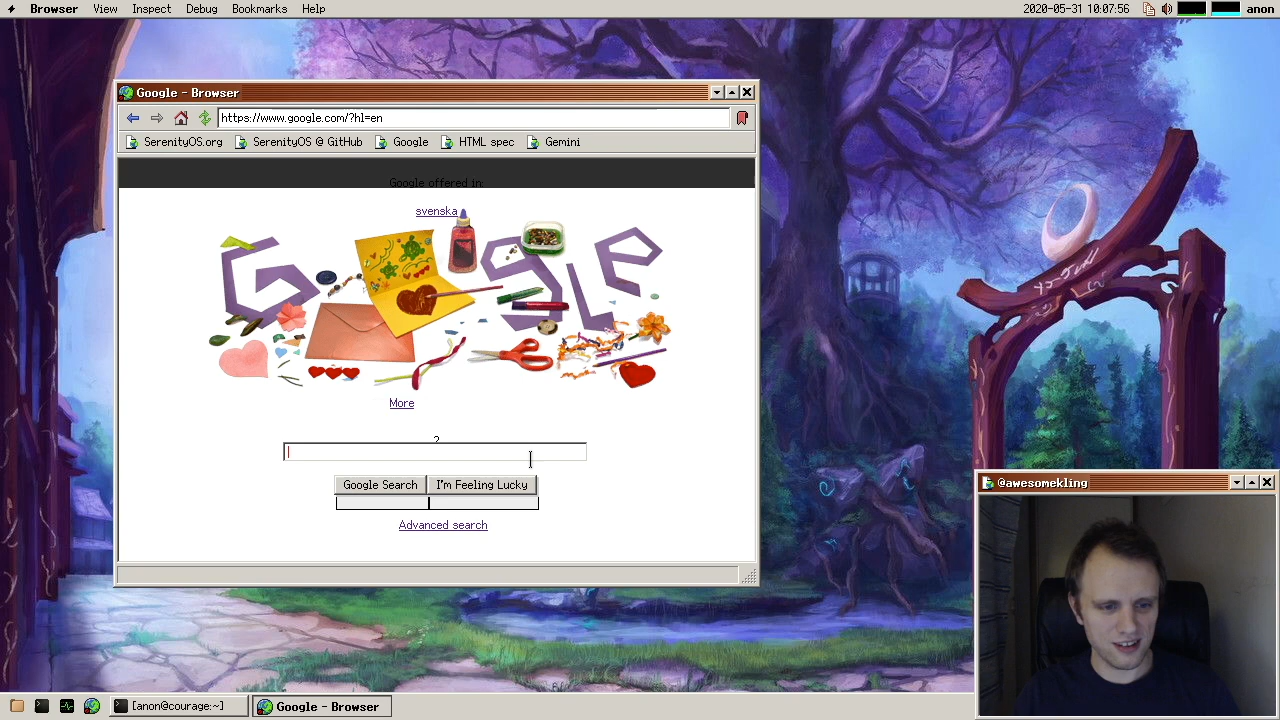 Browser View Inspect Debug Bookmarks Help 2020-05-31 10:07:56 anon
Google - Browser
https://www.google.com/?hl=en
SerenityOS.org SerenityOS @ GitHub Google HTML spec Gemini
Google offered in:
svenska
More
?
Google Search I'm Feeling Lucky
Advanced search
@awesomekling
[anon@courage:~] Google - Browser